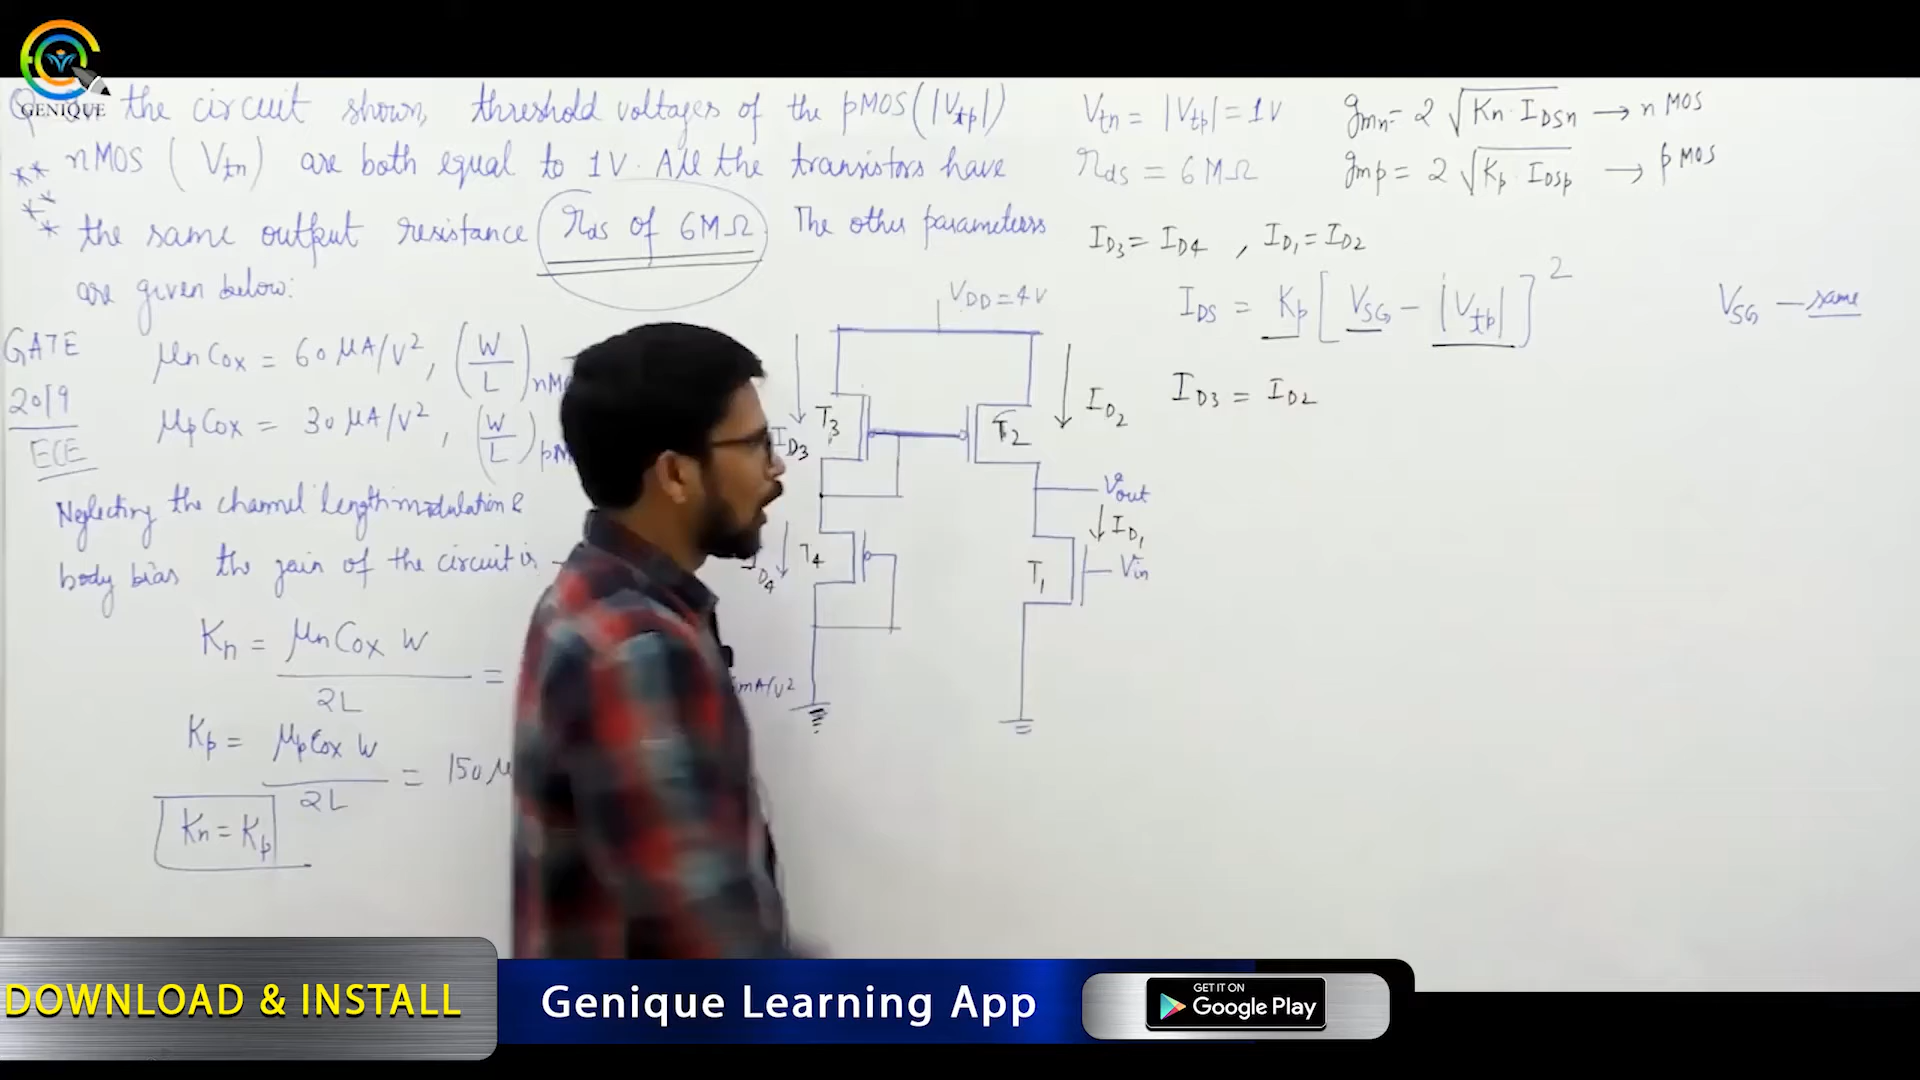 GENIQUE
the circuit shown, threshold voltages of the pMOS (|Vtp|)
** nMOS (Vtn) are both equal to 1V. All the transistors have
** the same output resistance rds of 6MΩ The other parameters
* are given below:
GATE
2019
ECE
μnCox = 60 μA/V², (W/L)
μpCox = 30 μA/V², (W/L)
Neglecting the channel length modulation &
body bias the gain of the circuit is
Kn = μnCox W / 2L =
mA/V²
Kp = μpCox W / 2L = 150 μ
Kn = Kp
VDD = 4V
T3
T2
ID3
ID2
Vout
ID1
T4
T1
Vin
Vtn = |Vtp| = 1V
rds = 6MΩ
gmn = 2 √Kn · IDSn → nMOS
gmp = 2 √Kp · IDSp → pMOS
ID3 = ID4 , ID1 = ID2
IDS = Kp [VSG - |Vtp|]²
VSG - same
ID3 = ID2
DOWNLOAD & INSTALL
Genique Learning App
GET IT ON
Google Play